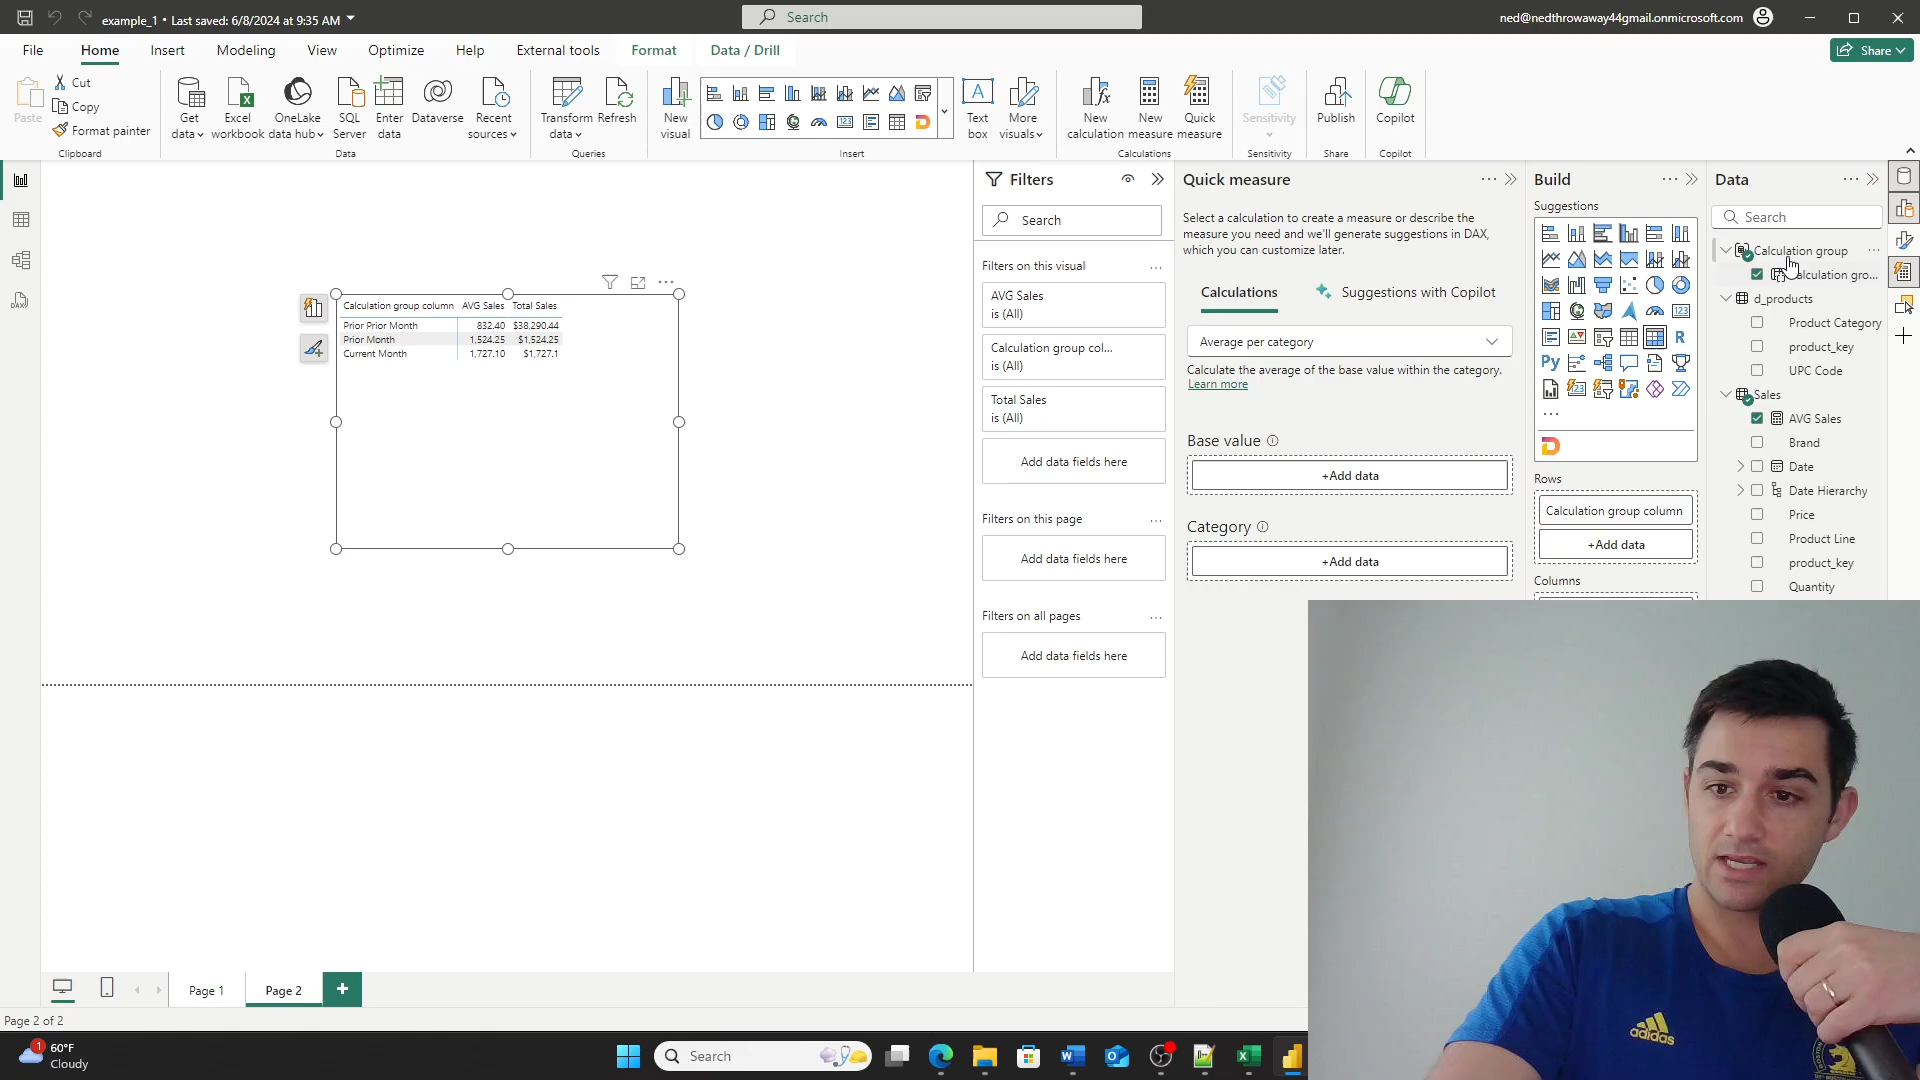 example_1 • Last saved: 6/8/2024 at 9:35 AM
Search
ned@nedthrowaway44gmail.onmicrosoft.com
File
Home
Insert
Modeling
View
Optimize
Help
External tools
Format
Data / Drill
Share
Paste
Cut
Copy
Format painter
Clipboard
Get data
Excel workbook
OneLake data hub
SQL Server
Enter data
Dataverse
Recent sources
Data
Transform data
Refresh
Queries
New visual
Text box
More visuals
Insert
New calculation
New measure
Quick measure
Calculations
Sensitivity
Sensitivity
Publish
Share
Copilot
Copilot
Calculation group column AVG Sales Total Sales
Prior Prior Month 832.40 $38,290.44
Prior Month 1,524.25 $1,524.25
Current Month 1,727.10 $1,727.1
Filters
Search
Filters on this visual
AVG Sales
is (All)
Calculation group col...
is (All)
Total Sales
is (All)
Add data fields here
Filters on this page
Add data fields here
Filters on all pages
Add data fields here
Quick measure
Select a calculation to create a measure or describe the
measure you need and we'll generate suggestions in DAX,
which you can customize later.
Calculations
Suggestions with Copilot
Average per category
Calculate the average of the base value within the category.
Learn more
Base value
+Add data
Category
+Add data
Build
Suggestions
R
Py
Rows
Calculation group column
+Add data
Columns
Data
Search
Calculation group
alculation gro...
d_products
Product Category
product_key
UPC Code
Sales
AVG Sales
Brand
Date
Date Hierarchy
Price
Product Line
product_key
Quantity
Page 1
Page 2
Page 2 of 2
1
60°F
Cloudy
Search
adidas